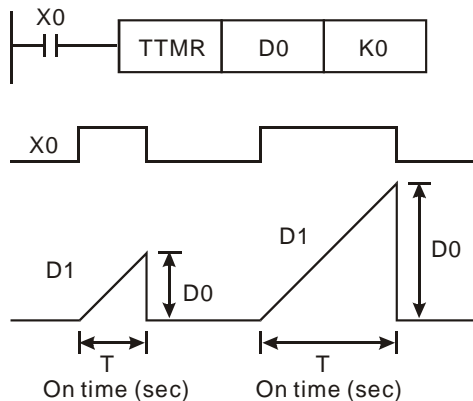 X0
TTMR D0 K0
X0
D1 D0 D1 D0
T T
On time (sec) On time (sec)